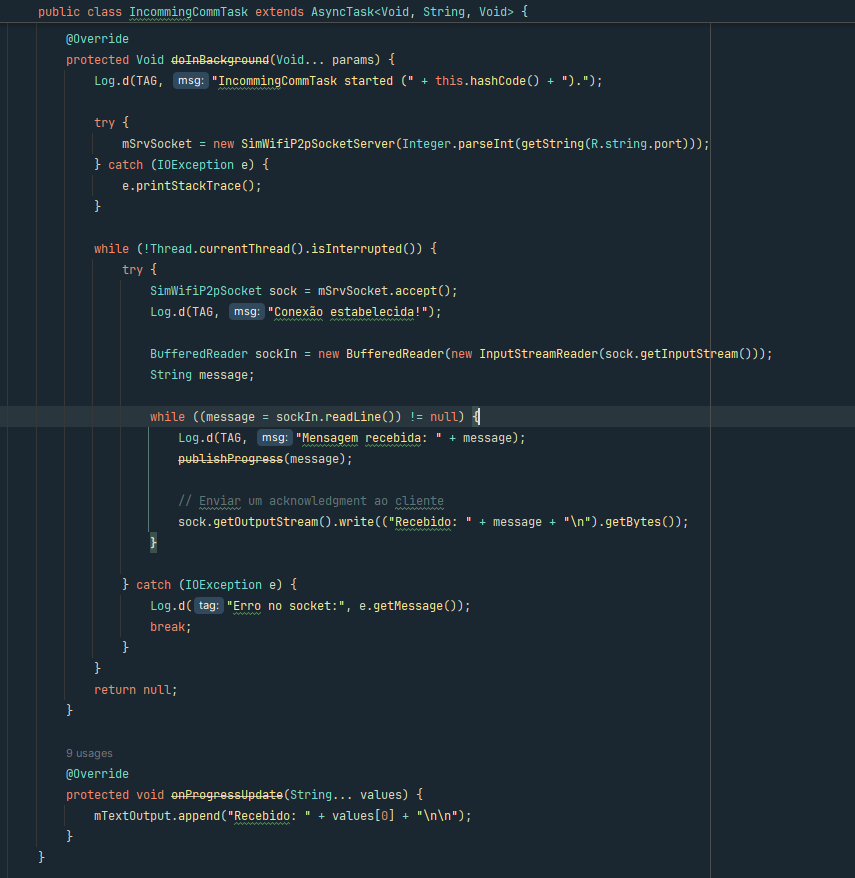 public class IncommingCommTask extends AsyncTask<Void, String, Void> {
@Override
protected Void doInBackground(Void... params) {
Log.d(TAG, msg: "IncommingCommTask started (" + this.hashCode() + ").");
try {
mSrvSocket = new SimWifiP2pSocketServer(Integer.parseInt(getString(R.string.port)));
} catch (IOException e) {
e.printStackTrace();
}
while (!Thread.currentThread().isInterrupted()) {
try {
SimWifiP2pSocket sock = mSrvSocket.accept();
Log.d(TAG, msg: "Conexão estabelecida!");
BufferedReader sockIn = new BufferedReader(new InputStreamReader(sock.getInputStream()));
String message;
while ((message = sockIn.readLine()) != null) {
Log.d(TAG, msg: "Mensagem recebida: " + message);
publishProgress(message);
// Enviar um acknowledgment ao cliente
sock.getOutputStream().write(("Recebido: " + message + "\n").getBytes());
}
} catch (IOException e) {
Log.d( tag: "Erro no socket:", e.getMessage());
break;
}
}
return null;
}
9 usages
@Override
protected void onProgressUpdate(String... values) {
mTextOutput.append("Recebido: " + values[0] + "\n\n");
}
}